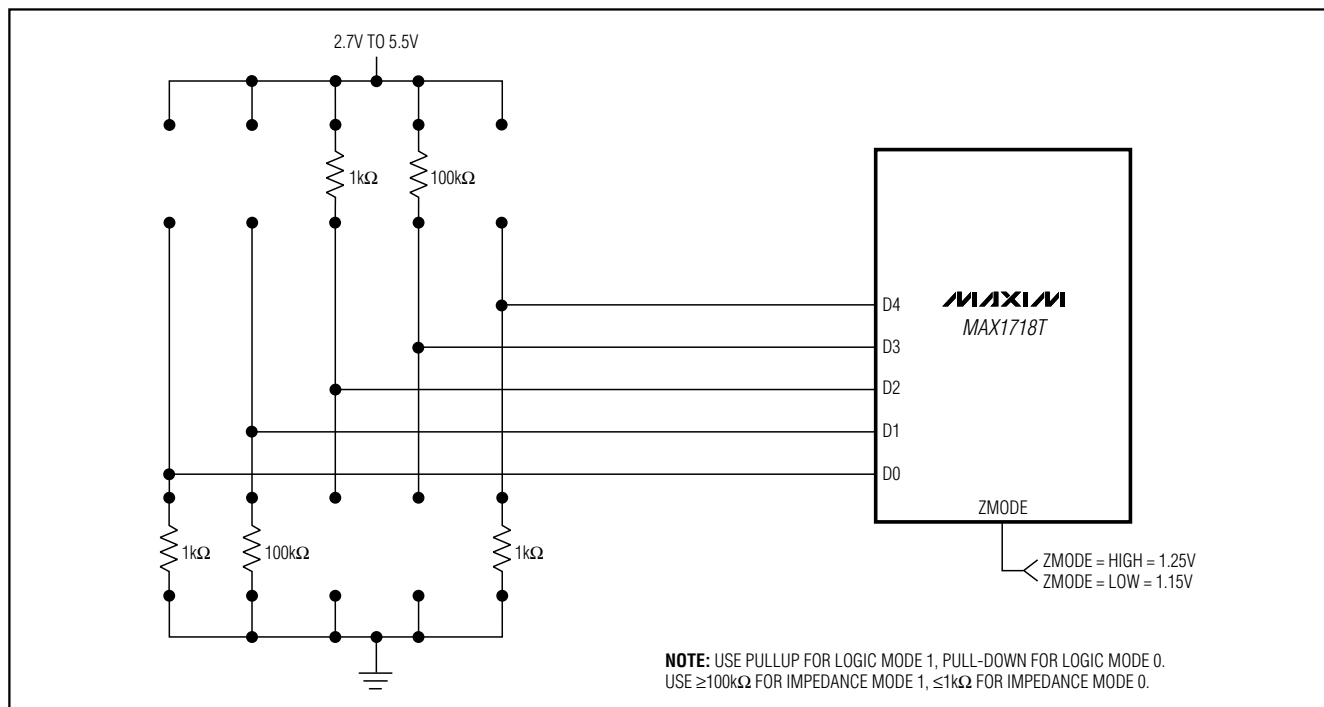 2.7V TO 5.5V
1kΩ
100kΩ
D4
D3
D2
D1
D0
MAXIM
MAX1718T
ZMODE
1kΩ
100kΩ
1kΩ
ZMODE = HIGH = 1.25V
ZMODE = LOW = 1.15V
NOTE: USE PULLUP FOR LOGIC MODE 1, PULL-DOWN FOR LOGIC MODE 0.
USE ≥100kΩ FOR IMPEDANCE MODE 1, ≤1kΩ FOR IMPEDANCE MODE 0.